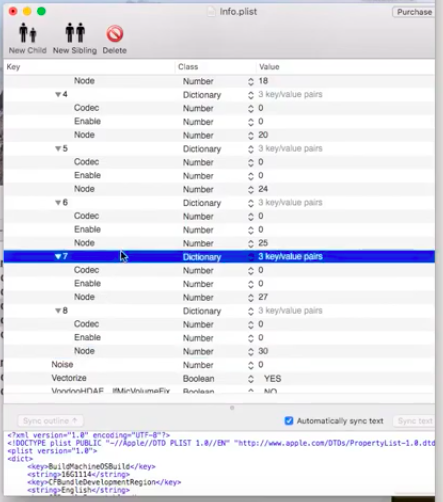 Info.plist
Purchase
New Child New Sibling Delete
Key Class Value
Node Number 18
4 Dictionary 3 key/value pairs
Codec Number 0
Enable Number 0
Node Number 20
5 Dictionary 3 key/value pairs
Codec Number 0
Enable Number 0
Node Number 24
6 Dictionary 3 key/value pairs
Codec Number 0
Enable Number 0
Node Number 25
7 Dictionary 3 key/value pairs
Codec Number 0
Enable Number 0
Node Number 27
8 Dictionary 3 key/value pairs
Codec Number 0
Enable Number 0
Node Number 30
Noise Number 0
Vectorize Boolean YES
Boolean NO
Sync outline Automatically sync text Sync text
<?xml version="1.0" encoding="UTF-8"?>
<!DOCTYPE plist PUBLIC "-//Apple//DTD PLIST 1.0//EN" "http://www.apple.com/DTDs/PropertyList-1.0.dtd
<plist version="1.0">
<dict>
<key>BuildMachineOSBuild</key>
<string>16G1114</string>
<key>CFBundleDevelopmentRegion</key>
<string>English</string>